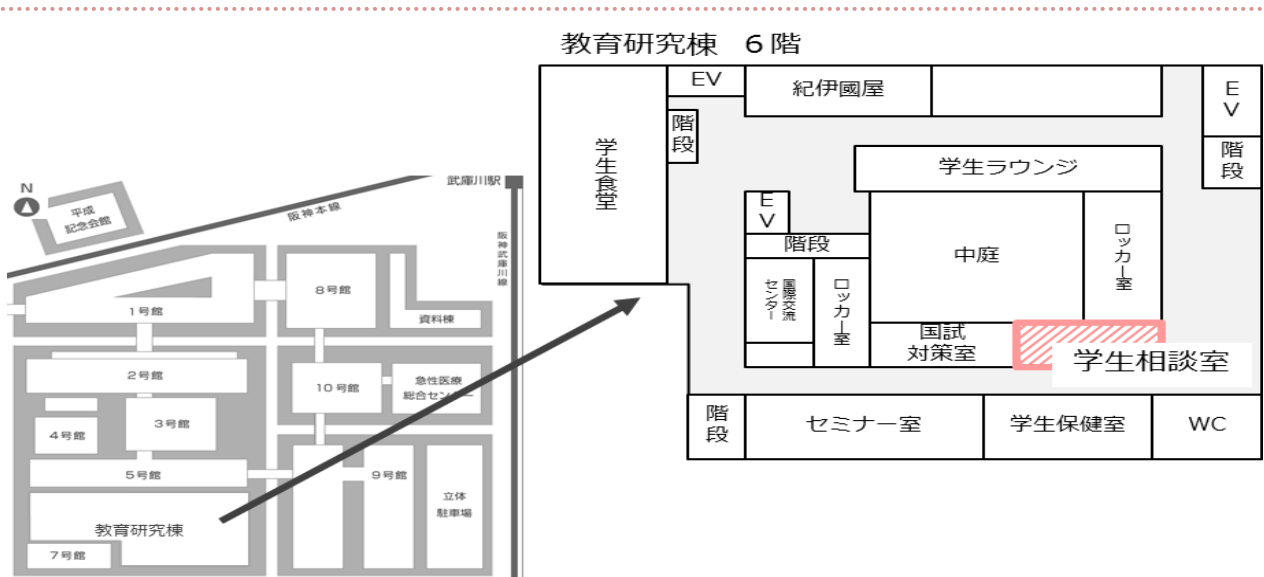 教育研究棟 6階
EV
紀伊國屋
EV
階段
階段
学生食堂
学生ラウンジ
EV
階段
中庭
ロッカー室
国際交流
センター
ロッカー室
国試
対策室
学生相談室
階段
セミナー室
学生保健室
WC
N
平成
記念会館
武庫川駅
阪神本線
阪神武庫川線
1号館
8号館
資料棟
2号館
10号館
急性医療
総合センター
3号館
4号館
5号館
9号館
立体
駐車場
教育研究棟
7号館